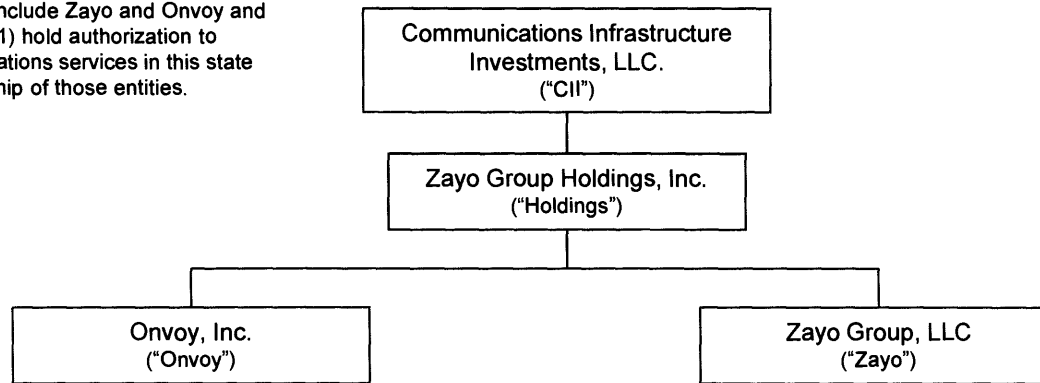 nclude Zayo and Onvoy and
1) hold authorization to
ations services in this state
hip of those entities.
Communications Infrastructure
Investments, LLC.
("CII")
Zayo Group Holdings, Inc.
("Holdings")
Onvoy, Inc.
("Onvoy")
Zayo Group, LLC
("Zayo")